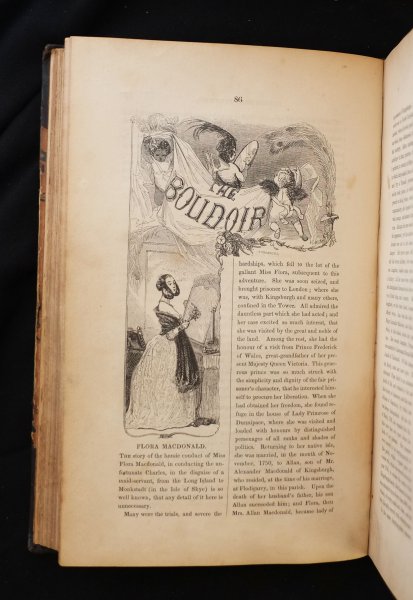 86
THE
BOUDOIR
FLORA MACDONALD.
THE story of the heroic conduct of Miss
Flora Macdonald, in conducting the un-
fortunate Charles, in the disguise of a
maid-servant, from the Long Island to
Monkstadt (in the Isle of Skye) is so
well known, that any detail of it here is
unnecessary.
Many were the trials, and severe the
hardships, which fell to the lot of the
gallant Miss Flora, subsequent to this
adventure. She was soon seized, and
brought prisoner to London; where she
was, with Kingsburgh and many others,
confined in the Tower. All admired the
dauntless part which she had acted; and
her case excited so much interest, that
she was visited by the great and noble of
the land. Among the rest, she had the
honour of a visit from Prince Frederick
of Wales, great grandfather of her pre-
sent Majesty Queen Victoria. This gene-
rous prince was so much struck with
the simplicity and dignity of the fair pri-
soner's character, that he interested him-
self to procure her liberation. When she
had obtained her freedom, she found re-
fuge in the house of Lady Primrose of
Dunnipace, where she was visited and
loaded with honours by distinguished
personages of all ranks and shades of
politics. Returning to her native isle,
she was married, in the month of No-
vember, 1750, to Allan, son of Mr.
Alexander Macdonald of Kingsburgh,
who resided, at the time of his marriage,
at Flodigarry, in this parish. Upon the
death of her husband's father, his son
Allan succeeded him; and Flora, then
Mrs. Allan Macdonald, became lady of